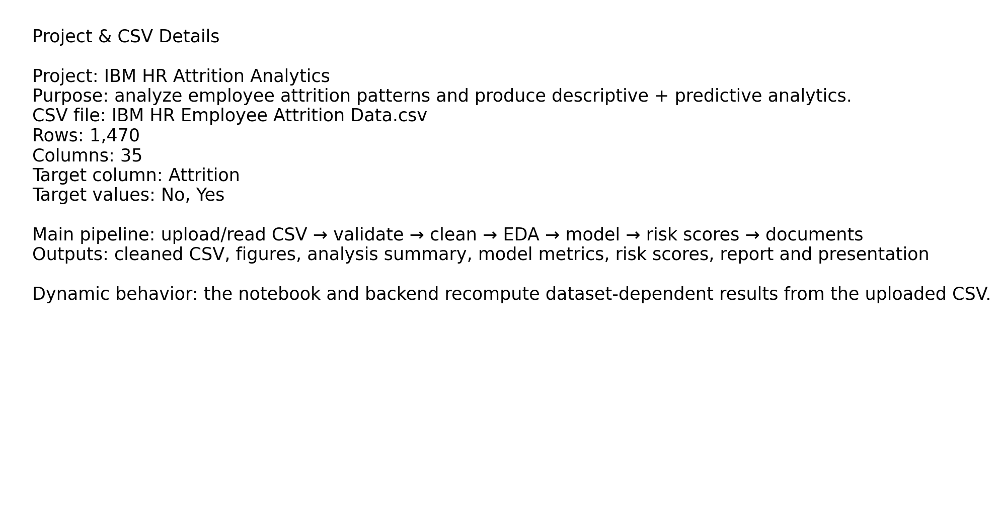 Project & CSV Details
Project: IBM HR Attrition Analytics
Purpose: analyze employee attrition patterns and produce descriptive + predictive analytics.
CSV file: IBM HR Employee Attrition Data.csv
Rows: 1,470
Columns: 35
Target column: Attrition
Target values: No, Yes
Main pipeline: upload/read CSV → validate → clean → EDA → model → risk scores → documents
Outputs: cleaned CSV, figures, analysis summary, model metrics, risk scores, report and presentation
Dynamic behavior: the notebook and backend recompute dataset-dependent results from the uploaded CSV.